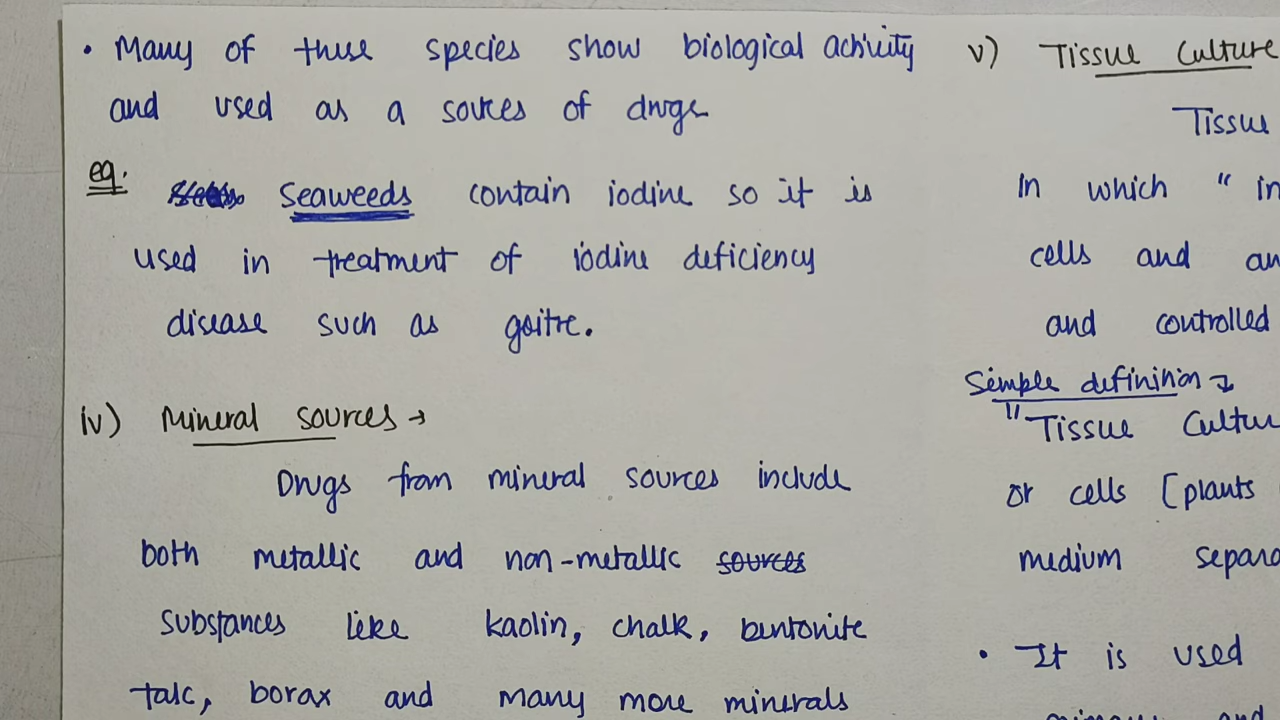 • Many of these species show biological activity
and used as a sources of drugs
eg. Seaweeds contain iodine so it is
used in treatment of iodine deficiency
disease such as goitre.
iv) Mineral sources →
Drugs from mineral sources include
both metallic and non-metallic sources
substances like kaolin, chalk, bentonite
talc, borax and many more minerals
v) Tissue Culture
Tissue
In which " in
cells and an
and controlled
Simple definition →
"Tissue Cultur
or cells [plants
medium separa
• It is used
and